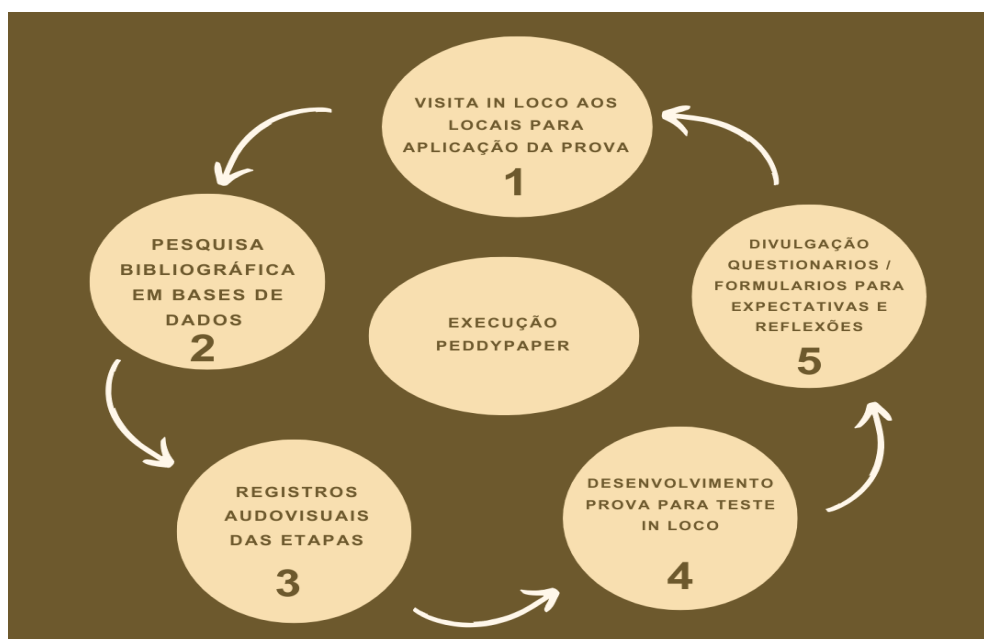 VISITA IN LOCO AOS
LOCAIS PARA
APLICAÇÃO DA PROVA
1
PESQUISA
BIBLIOGRÁFICA
EM BASES DE
DADOS
2
REGISTROS
AUDOVISUAIS
DAS ETAPAS
3
DESENVOLVIMENTO
PROVA PARA TESTE
IN LOCO
4
DIVULGAÇÃO
QUESTIONARIOS /
FORMULARIOS PARA
EXPECTATIVAS E
REFLEXÕES
5
EXECUÇÃO
PEDDYPAPER